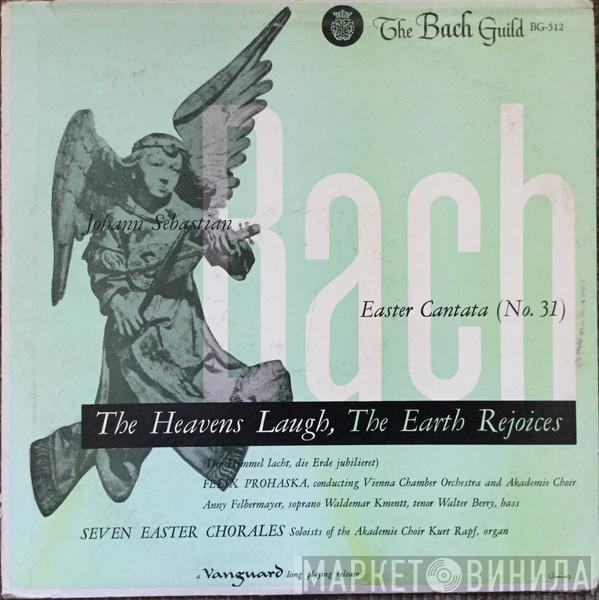 The Bach Guild BG-512
Bach
Johann Sebastian
Easter Cantata (No. 31)
The Heavens Laugh, The Earth Rejoices
(Der Himmel lacht, die Erde jubilieret)
FELIX PROHASKA, conducting Vienna Chamber Orchestra and Akademie Choir
Anny Felbermayer, soprano Waldemar Kmentt, tenor Walter Berry, bass
SEVEN EASTER CHORALES Soloists of the Akademie Choir Kurt Rapf, organ
a Vanguard long playing release
МАРКЕТ ВИНИЛА